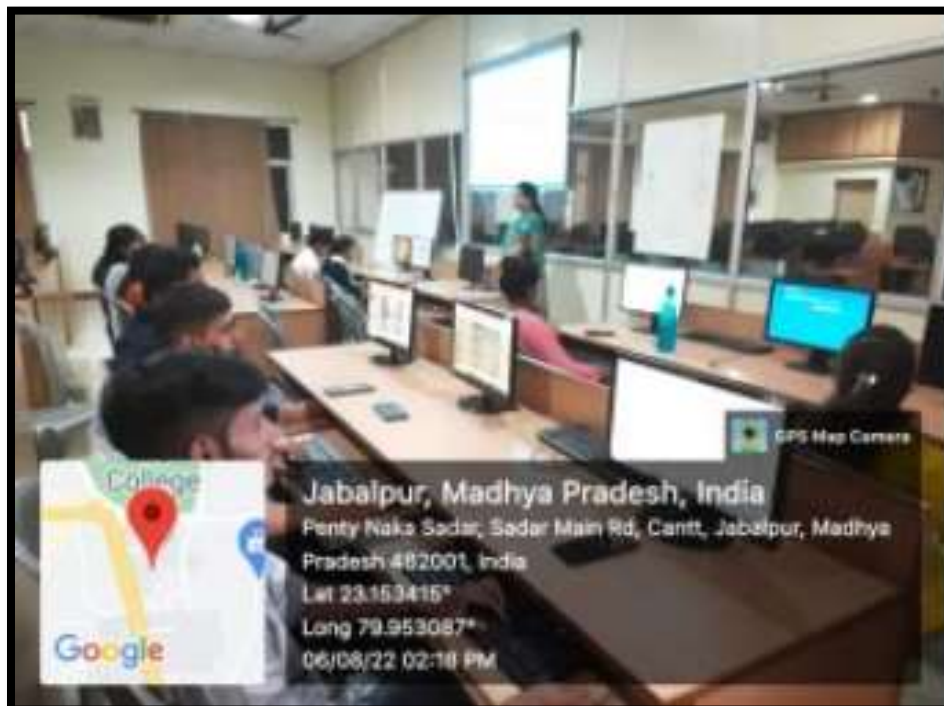 GPS Map Camera
College
Google
Jabalpur, Madhya Pradesh, India
Penty Naka Sadar, Sadar Main Rd, Cantt, Jabalpur, Madhya
Pradesh 482001, India
Lat 23.153415°
Long 79.953087°
06/08/22 02:18 PM